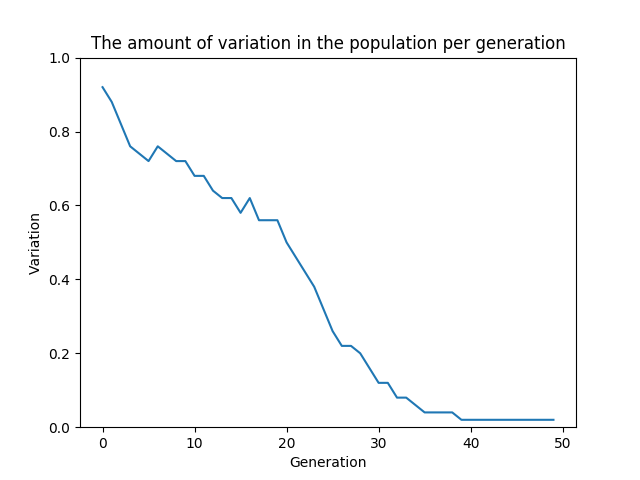 The amount of variation in the population per generation
1.0
0.8
0.6
0.4
0.2
0.0
Variation
0 10 20 30 40 50
Generation